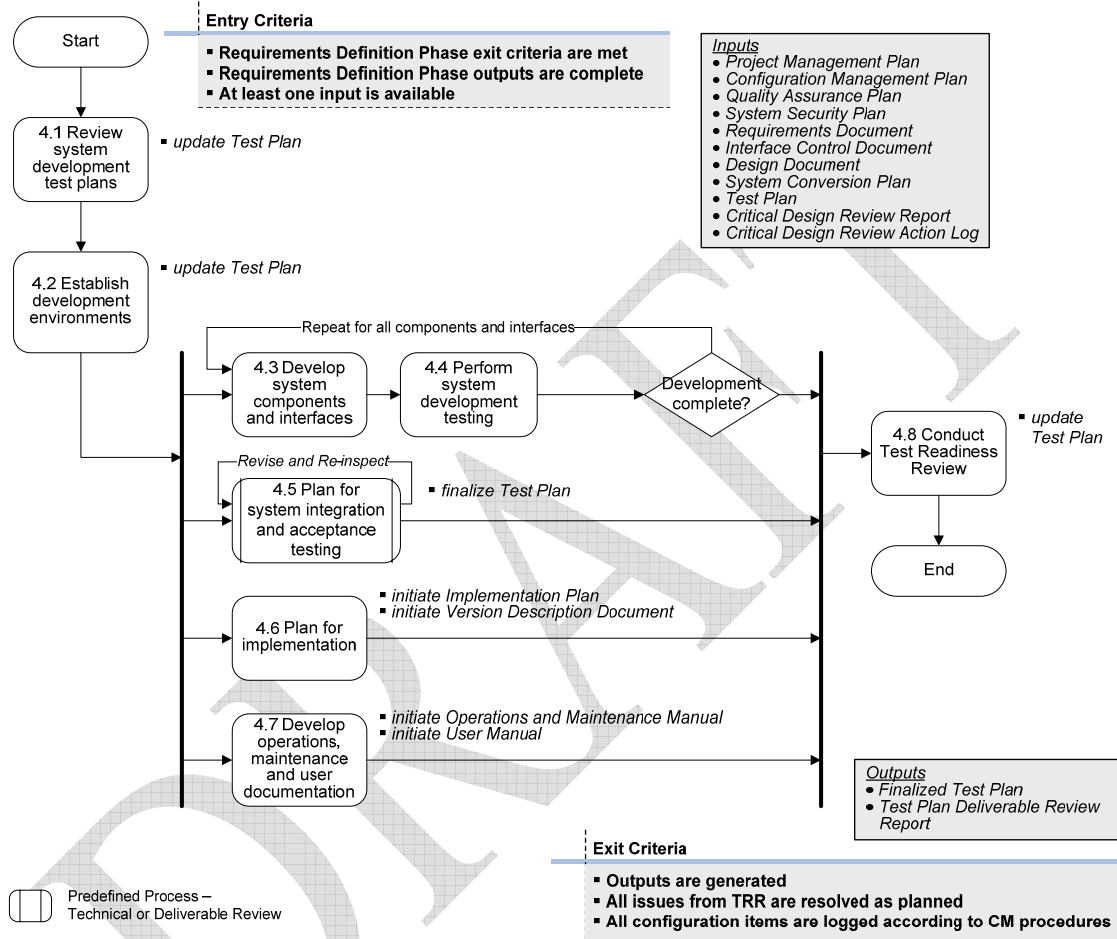 Start
Entry Criteria
▪ Requirements Definition Phase exit criteria are met
▪ Requirements Definition Phase outputs are complete
▪ At least one input is available
Inputs
● Project Management Plan
● Configuration Management Plan
● Quality Assurance Plan
● System Security Plan
● Requirements Document
● Interface Control Document
● Design Document
● System Conversion Plan
● Test Plan
● Critical Design Review Report
● Critical Design Review Action Log
4.1 Review
system
development
test plans
▪ update Test Plan
4.2 Establish
development
environments
▪ update Test Plan
Repeat for all components and interfaces
4.3 Develop
system
components
and interfaces
4.4 Perform
system
development
testing
Development
complete?
Revise and Re-inspect
4.5 Plan for
system integration
and acceptance
testing
▪ finalize Test Plan
4.6 Plan for
implementation
▪ initiate Implementation Plan
▪ initiate Version Description Document
4.7 Develop
operations,
maintenance
and user
documentation
▪ initiate Operations and Maintenance Manual
▪ initiate User Manual
4.8 Conduct
Test Readiness
Review
▪ update
Test Plan
End
Outputs
● Finalized Test Plan
● Test Plan Deliverable Review
Report
Exit Criteria
▪ Outputs are generated
▪ All issues from TRR are resolved as planned
▪ All configuration items are logged according to CM procedures
Predefined Process –
Technical or Deliverable Review
DRAFT